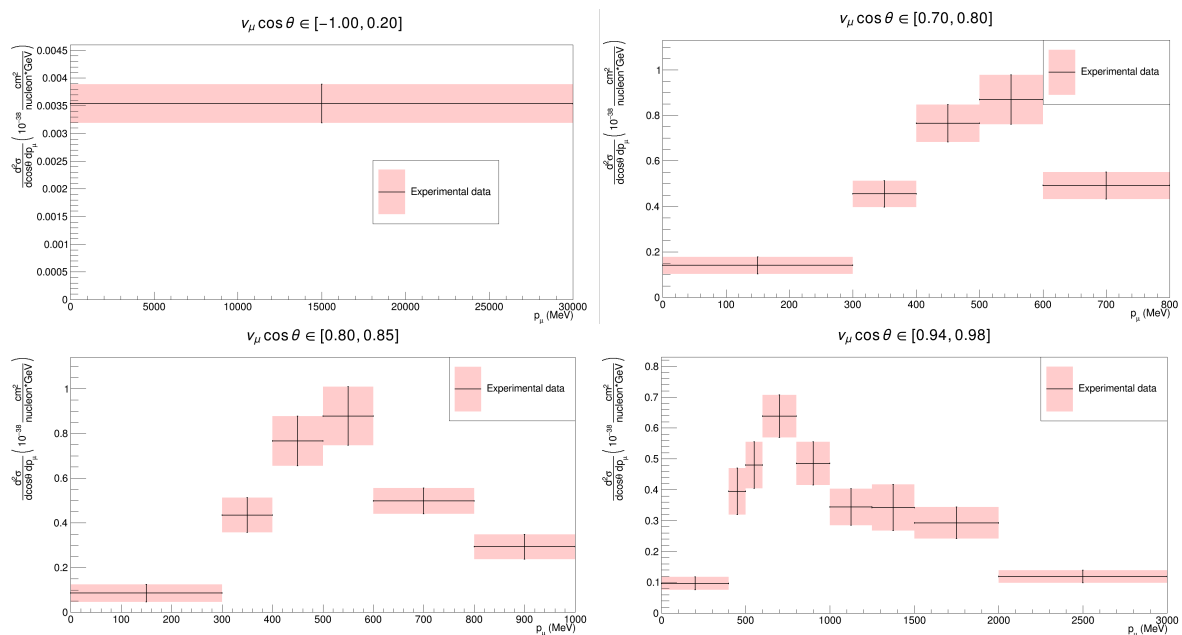 ν_μ cos θ ∈ [−1.00, 0.20]
d²σ / dcosθ dp_μ (10⁻³⁸ cm² / nucleon*GeV)
0.0045
0.004
0.0035
0.003
0.0025
0.002
0.0015
0.001
0.0005
0
Experimental data
0 5000 10000 15000 20000 25000 30000
p_μ (MeV)
ν_μ cos θ ∈ [0.70, 0.80]
d²σ / dcosθ dp_μ (10⁻³⁸ cm² / nucleon*GeV)
1
0.8
0.6
0.4
0.2
0
Experimental data
0 100 200 300 400 500 600 700 800
p_μ (MeV)
ν_μ cos θ ∈ [0.80, 0.85]
d²σ / dcosθ dp_μ (10⁻³⁸ cm² / nucleon*GeV)
1
0.8
0.6
0.4
0.2
0
Experimental data
0 100 200 300 400 500 600 700 800 900 1000
p_μ (MeV)
ν_μ cos θ ∈ [0.94, 0.98]
d²σ / dcosθ dp_μ (10⁻³⁸ cm² / nucleon*GeV)
0.8
0.7
0.6
0.5
0.4
0.3
0.2
0.1
0
Experimental data
0 500 1000 1500 2000 2500 3000
p_μ (MeV)